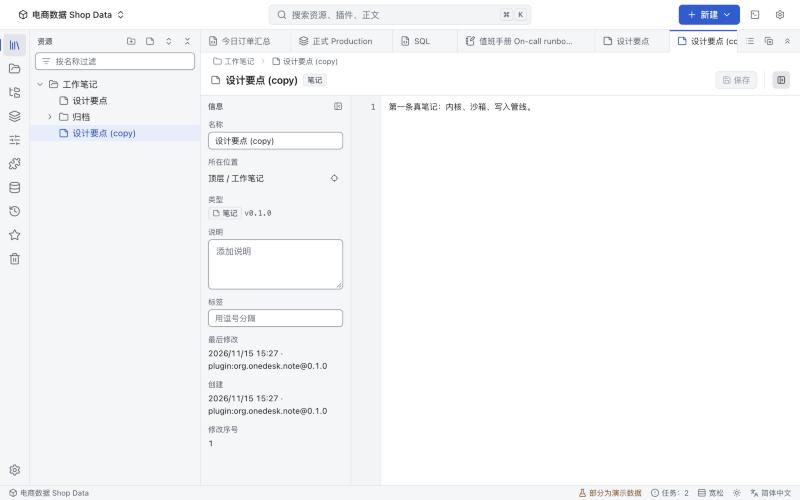 电商数据 Shop Data
搜索资源、插件、正文
⌘ K
新建
资源
今日订单汇总
正式 Production
SQL
值班手册 On-call runbo...
设计要点
设计要点 (cc
按名称过滤
工作笔记
设计要点 (copy)
工作笔记
设计要点
归档
设计要点 (copy)
设计要点 (copy)
笔记
保存
信息
名称
设计要点 (copy)
所在位置
顶层 / 工作笔记
类型
笔记 v0.1.0
说明
添加说明
标签
用逗号分隔
最后修改
2026/11/15 15:27 ·
plugin:org.onedesk.note@0.1.0
创建
2026/11/15 15:27 ·
plugin:org.onedesk.note@0.1.0
修改序号
1
1
第一条真笔记：内核、沙箱、写入管线。
电商数据 Shop Data
部分为演示数据
任务：2
宽松
简体中文